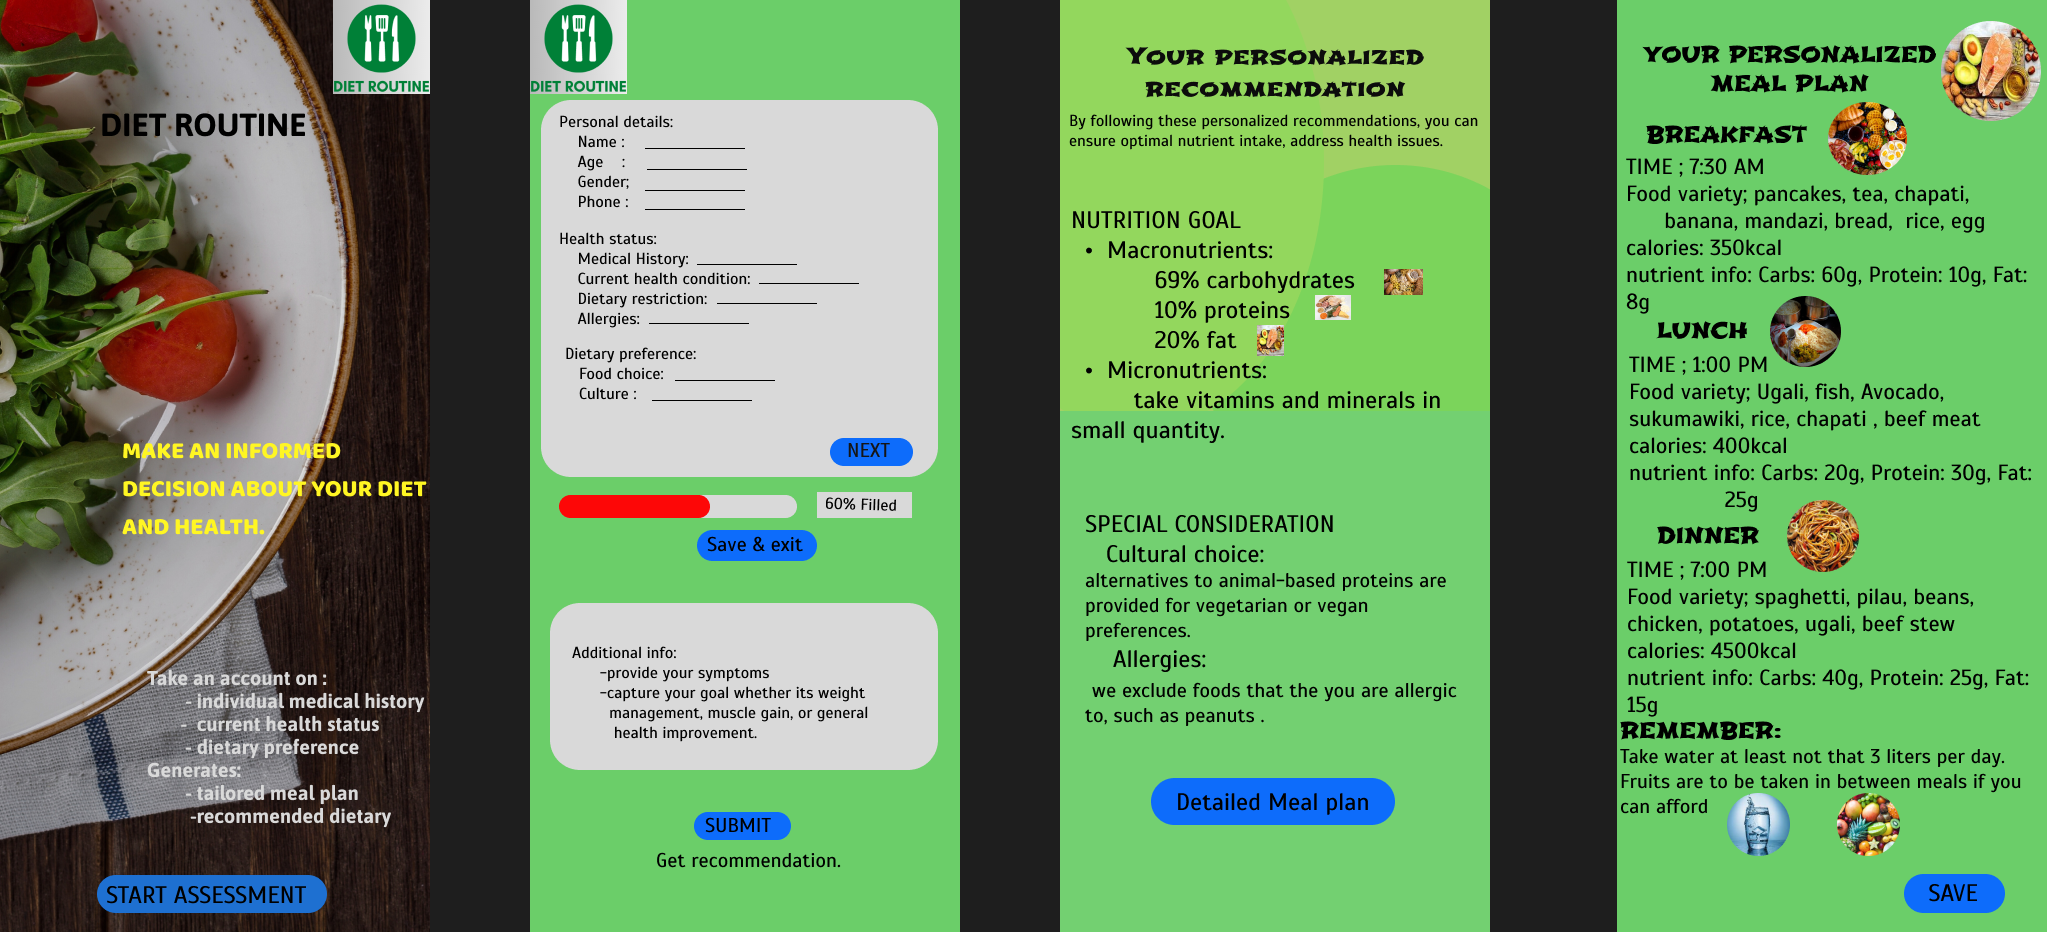 DIET ROUTINE
DIET ROUTINE
MAKE AN INFORMED
DECISION ABOUT YOUR DIET
AND HEALTH.
Take an account on :
- individual medical history
- current health status
- dietary preference
Generates:
- tailored meal plan
-recommended dietary
START ASSESSMENT
DIET ROUTINE
Personal details:
Name :
Age :
Gender;
Phone :
Health status:
Medical History:
Current health condition:
Dietary restriction:
Allergies:
Dietary preference:
Food choice:
Culture :
NEXT
60% Filled
Save & exit
Additional info:
-provide your symptoms
-capture your goal whether its weight
management, muscle gain, or general
health improvement.
SUBMIT
Get recommendation.
YOUR PERSONALIZED
RECOMMENDATION
By following these personalized recommendations, you can
ensure optimal nutrient intake, address health issues.
NUTRITION GOAL
• Macronutrients:
69% carbohydrates
10% proteins
20% fat
• Micronutrients:
take vitamins and minerals in
small quantity.
SPECIAL CONSIDERATION
Cultural choice:
alternatives to animal-based proteins are
provided for vegetarian or vegan
preferences.
Allergies:
we exclude foods that the you are allergic
to, such as peanuts .
Detailed Meal plan
YOUR PERSONALIZED
MEAL PLAN
BREAKFAST
TIME ; 7:30 AM
Food variety; pancakes, tea, chapati,
banana, mandazi, bread, rice, egg
calories: 350kcal
nutrient info: Carbs: 60g, Protein: 10g, Fat:
8g
LUNCH
TIME ; 1:00 PM
Food variety; Ugali, fish, Avocado,
sukumawiki, rice, chapati , beef meat
calories: 400kcal
nutrient info: Carbs: 20g, Protein: 30g, Fat:
25g
DINNER
TIME ; 7:00 PM
Food variety; spaghetti, pilau, beans,
chicken, potatoes, ugali, beef stew
calories: 4500kcal
nutrient info: Carbs: 40g, Protein: 25g, Fat:
15g
REMEMBER:
Take water at least not that 3 liters per day.
Fruits are to be taken in between meals if you
can afford
SAVE